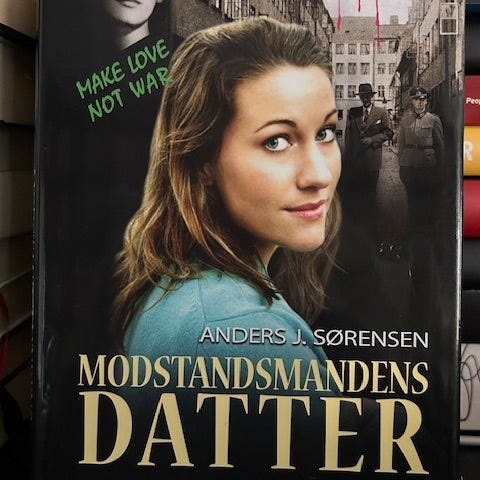 MAKE LOVE
NOT WAR
ANDERS J. SØRENSEN
MODSTANDSMANDENS
DATTER